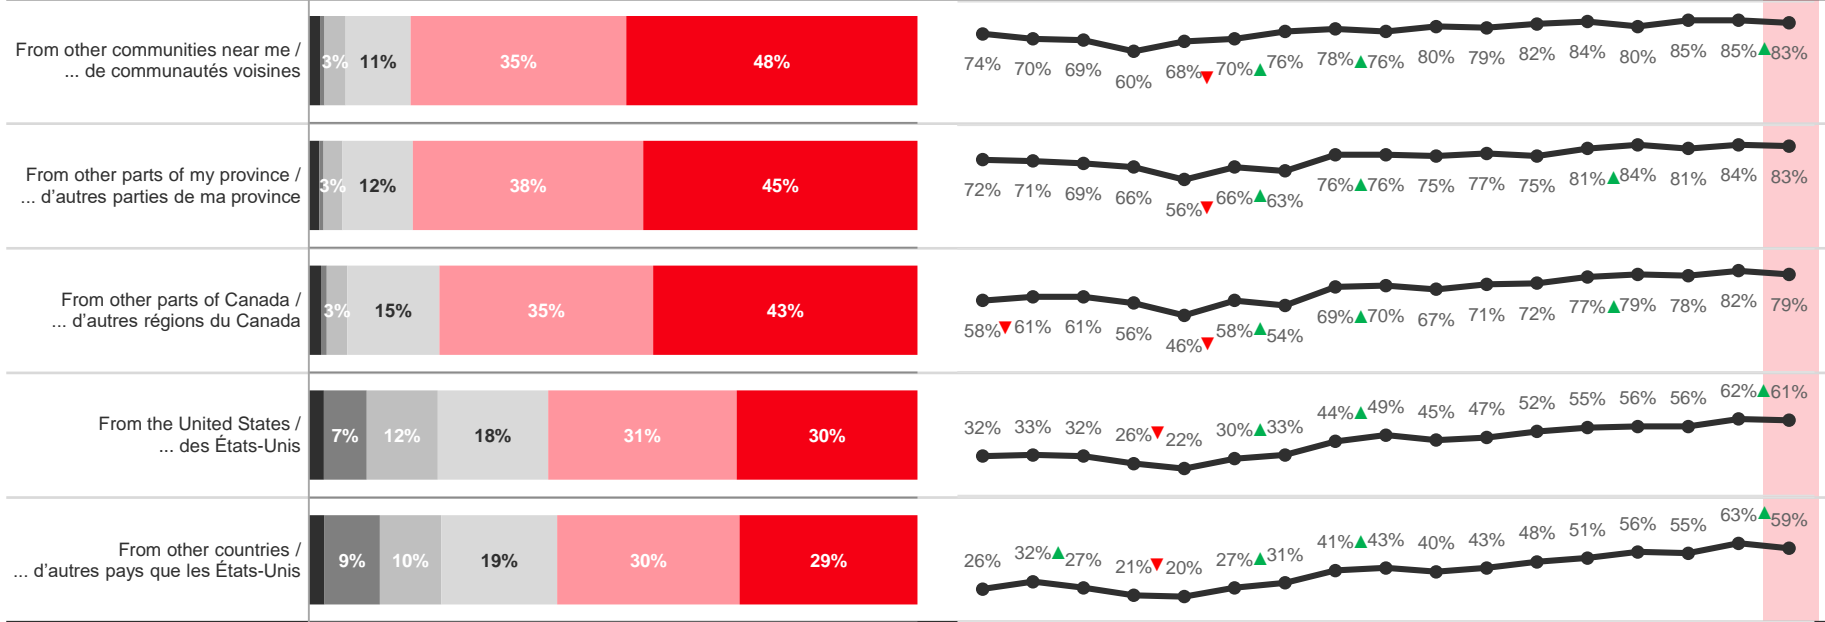 From other communities near me /
... de communautés voisines
3% 11% 35% 48%
74% 70% 69% 60% 68% 70% 76% 78% 76% 80% 79% 82% 84% 80% 85% 85% 83%
From other parts of my province /
... d'autres parties de ma province
3% 12% 38% 45%
72% 71% 69% 66% 56% 66% 63% 76% 76% 75% 77% 75% 81% 84% 81% 84% 83%
From other parts of Canada /
... d'autres régions du Canada
3% 15% 35% 43%
58% 61% 61% 56% 46% 58% 54% 69% 70% 67% 71% 72% 77% 79% 78% 82% 79%
From the United States /
... des États-Unis
7% 12% 18% 31% 30%
32% 33% 32% 26% 22% 30% 33% 44% 49% 45% 47% 52% 55% 56% 56% 62% 61%
From other countries /
... d'autres pays que les États-Unis
9% 10% 19% 30% 29%
26% 32% 27% 21% 20% 27% 31% 41% 43% 40% 43% 48% 51% 56% 55% 63% 59%